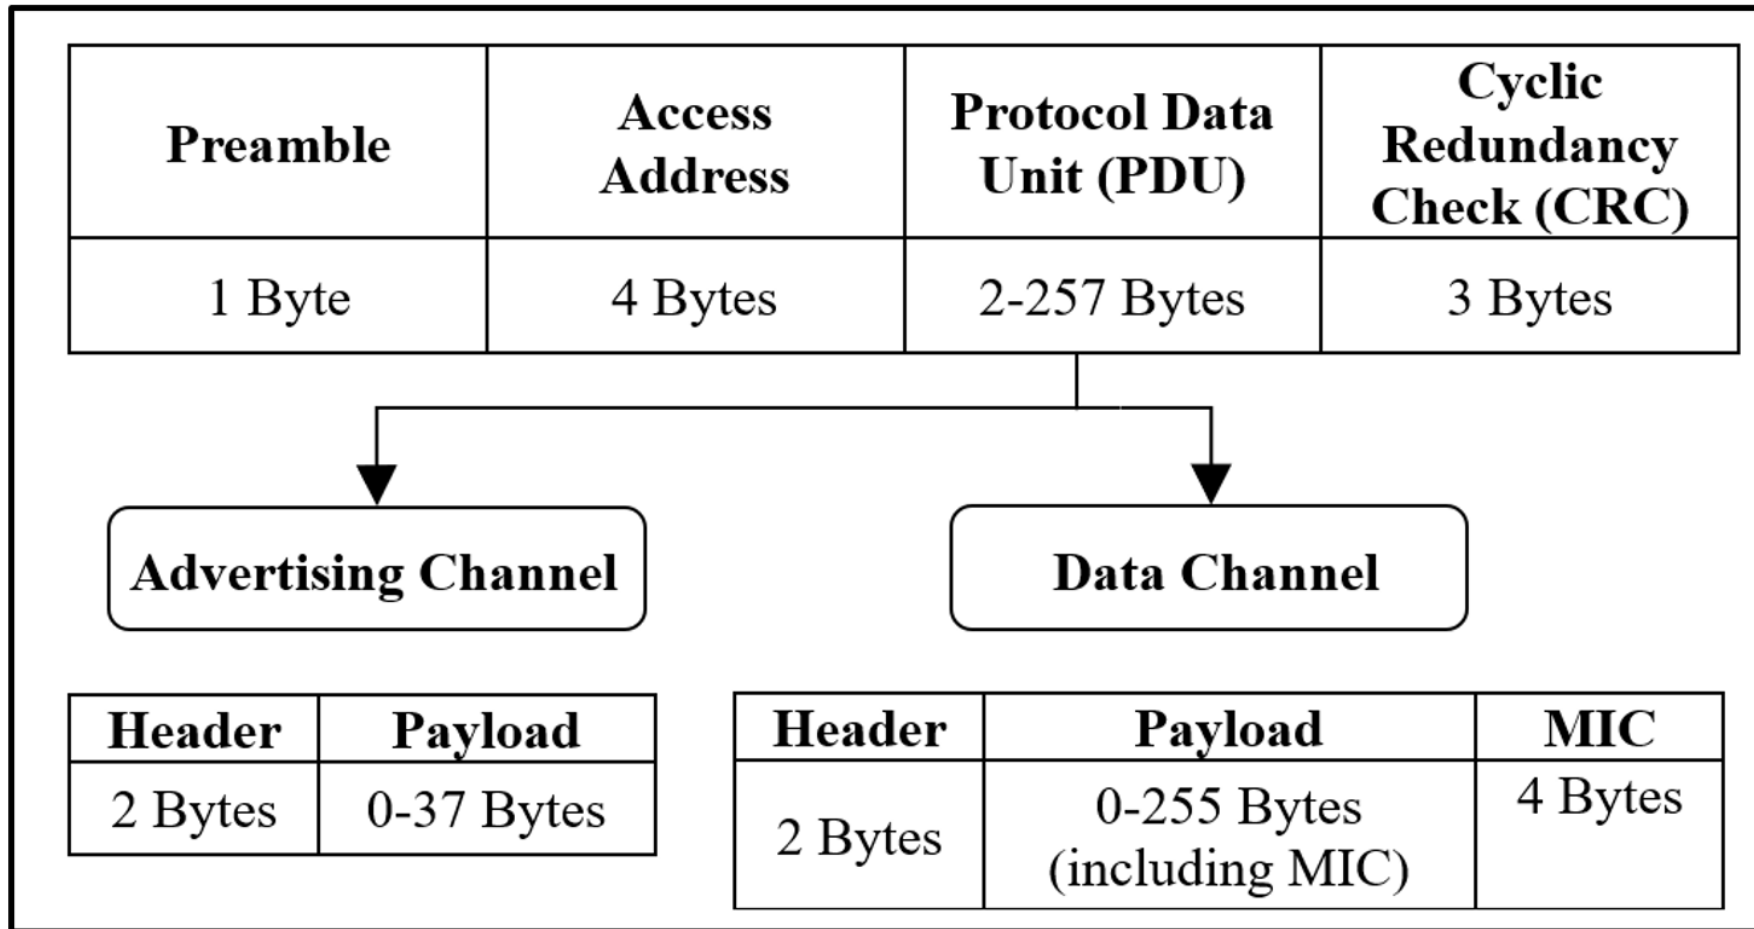 Preamble
Access
Address
Protocol Data
Unit (PDU)
Cyclic
Redundancy
Check (CRC)
1 Byte
4 Bytes
2-257 Bytes
3 Bytes
Advertising Channel
Data Channel
Header
Payload
2 Bytes
0-37 Bytes
Header
Payload
MIC
2 Bytes
0-255 Bytes
(including MIC)
4 Bytes